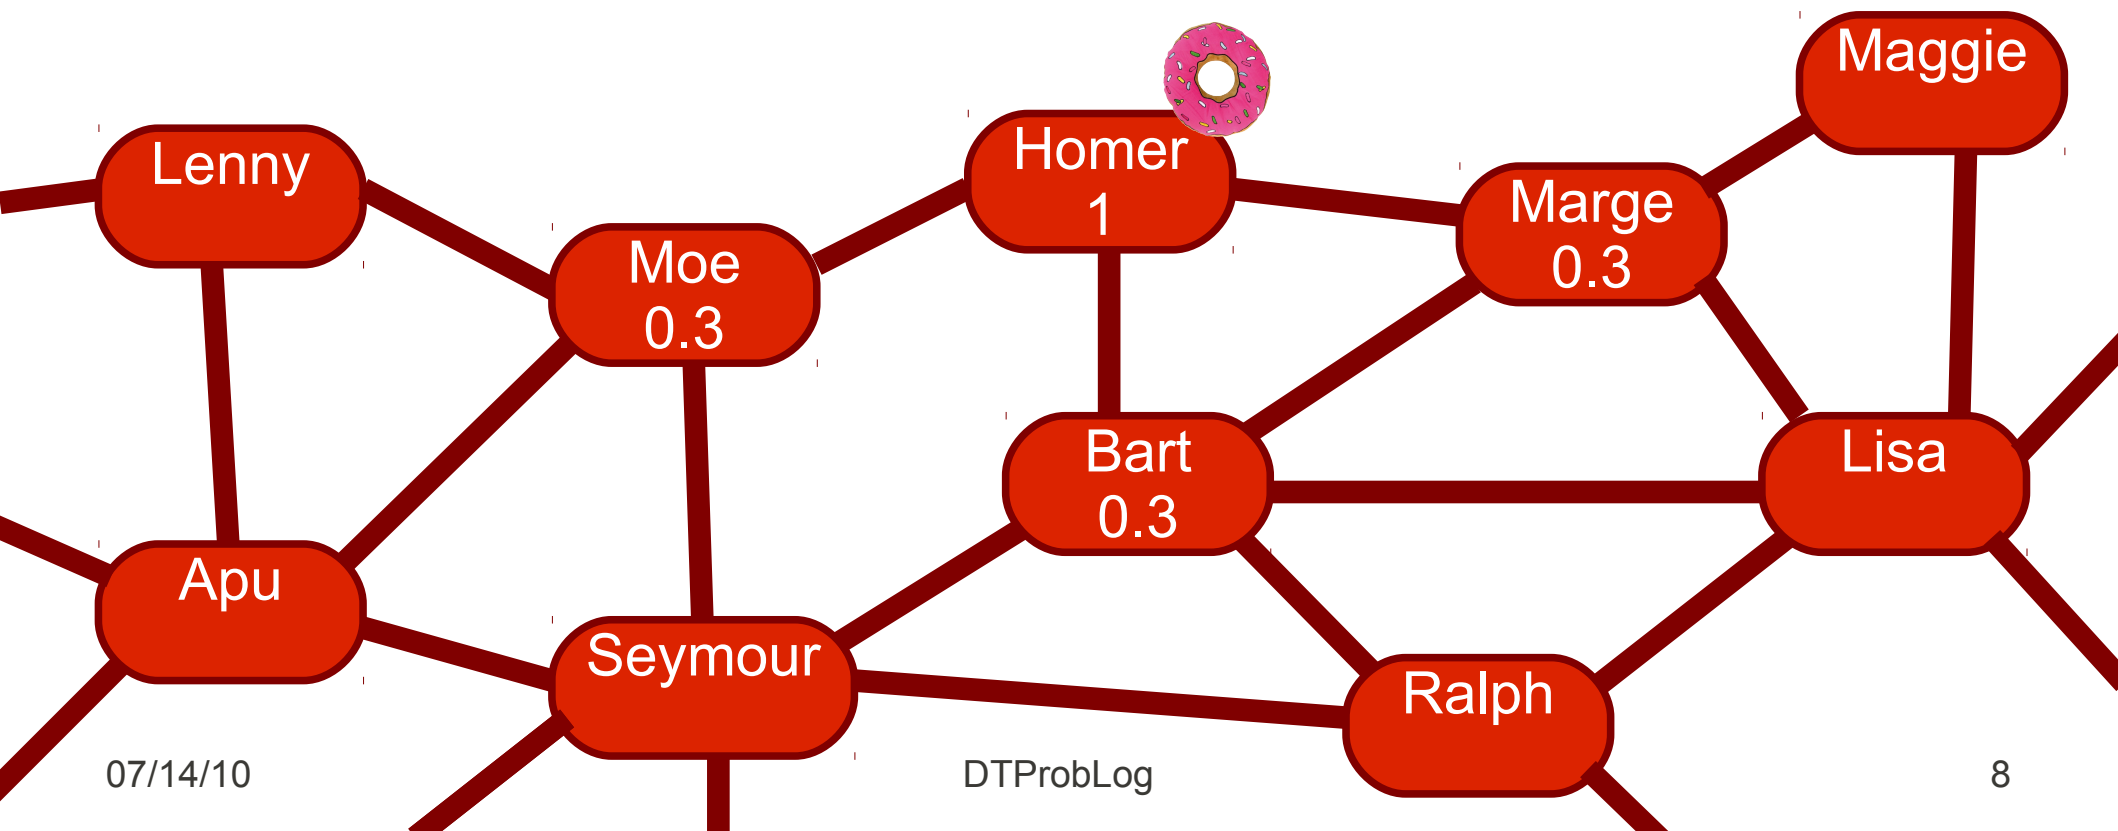 Maggie
Lenny
Homer
1
Marge
0.3
Moe
0.3
Bart
0.3
Lisa
Apu
Seymour
Ralph
07/14/10
DTProbLog
8